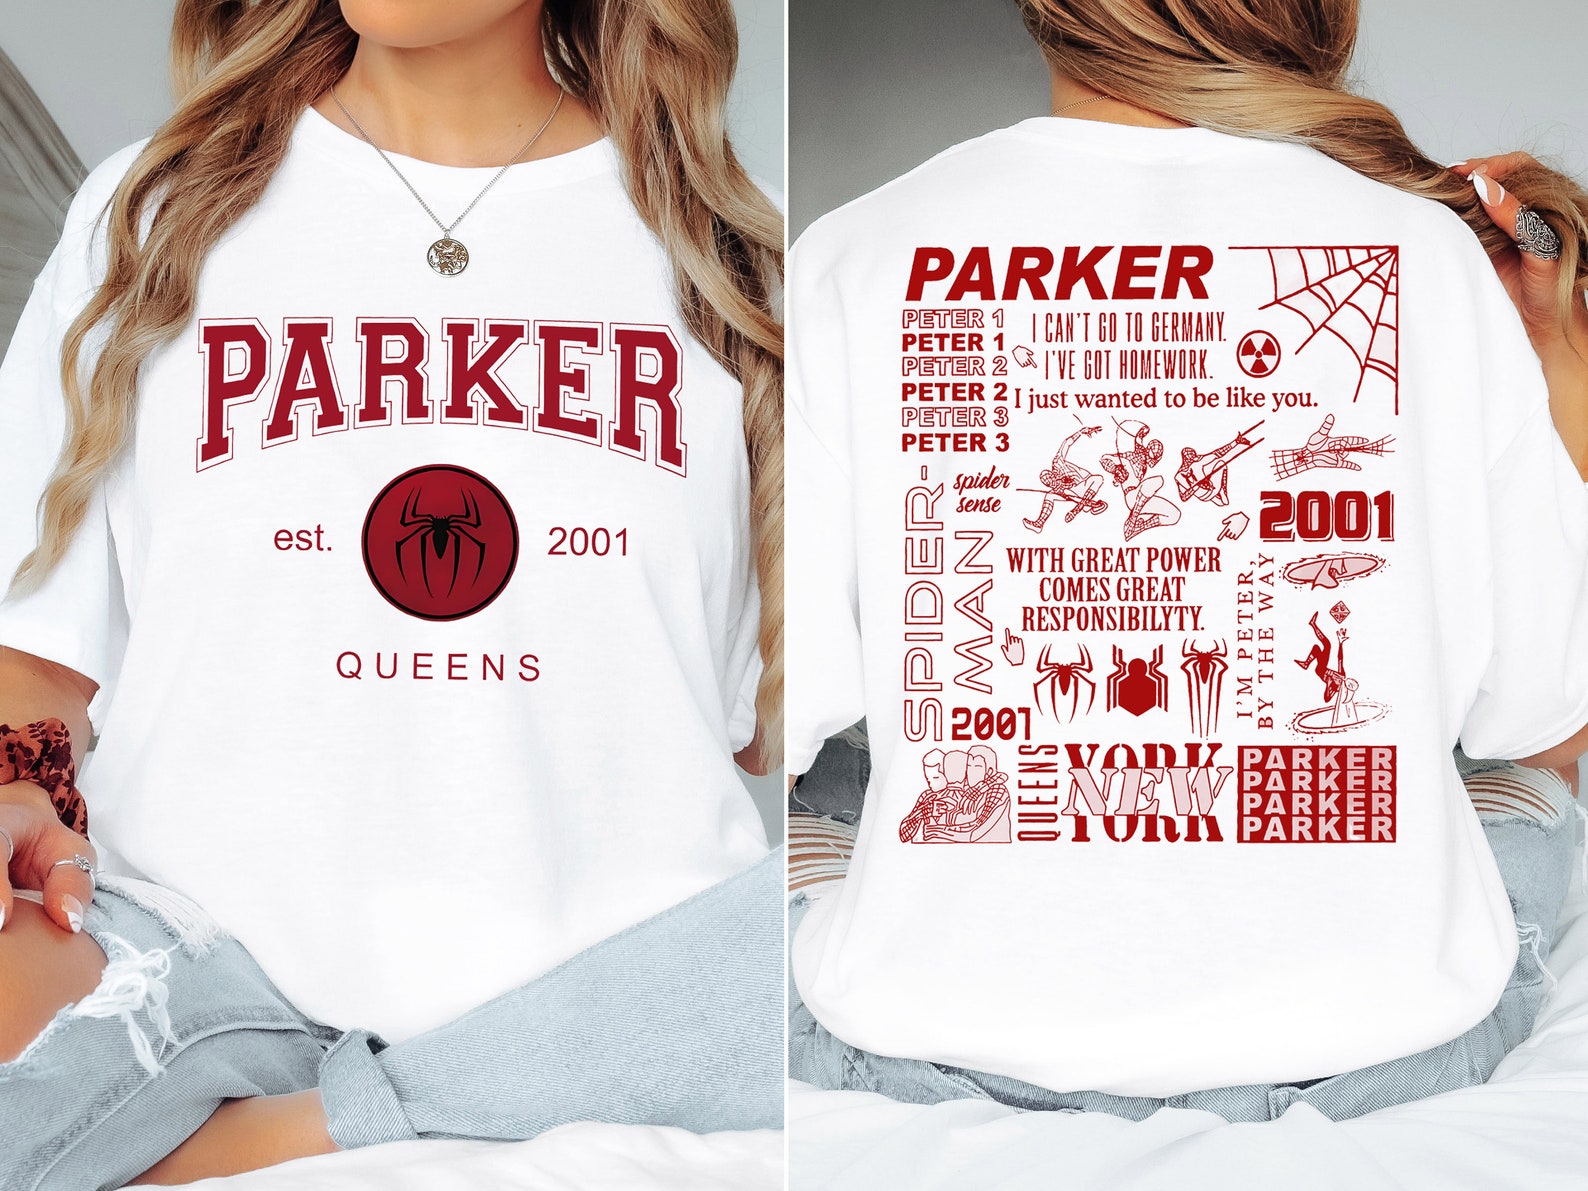 PARKER
est. 2001
QUEENS
PARKER
PETER 1
PETER 1
PETER 2
PETER 2
PETER 3
PETER 3
I CAN'T GO TO GERMANY.
I'VE GOT HOMEWORK.
I just wanted to be like you.
spider
sense
SPIDER-
MAN
2001
WITH GREAT POWER
COMES GREAT
RESPONSIBILYTY.
2001
I'M PETER,
BY THE WAY
QUEENS
YORK
NEW
YORK
PARKER
PARKER
PARKER
PARKER